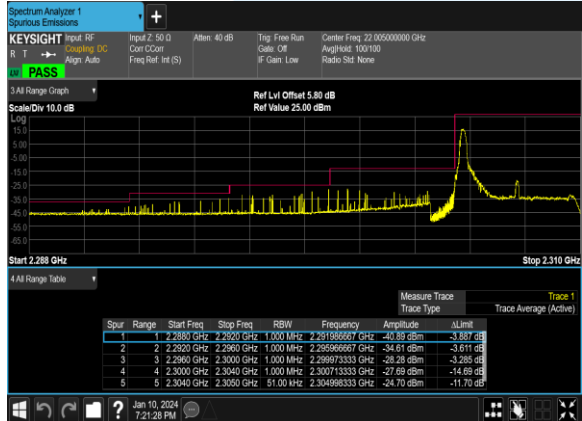 Spectrum Analyzer 1
Spurious Emissions
KEYSIGHT Input: RF Input Z: 50 Ω Atten: 40 dB Trig: Free Run Center Freq: 22.005000000 GHz
R T Coupling: DC Corr CCorr Gate: Off Avg|Hold: 100/100
Align: Auto Freq Ref: Int (S) IF Gain: Low Radio Std: None
PASS
3 All Range Graph
Ref Lvl Offset 5.80 dB
Scale/Div 10.0 dB Ref Value 25.00 dBm
Log
15.0
5.00
-5.00
-15.0
-25.0
-35.0
-45.0
-55.0
-65.0
Start 2.288 GHz Stop 2.310 GHz
4 All Range Table
Measure Trace Trace 1
Trace Type Trace Average (Active)
Spur Range Start Freq Stop Freq RBW Frequency Amplitude ΔLimit
1 1 2.2880 GHz 2.2920 GHz 1.000 MHz 2.291986667 GHz -40.89 dBm -3.887 dB
2 2 2.2920 GHz 2.2960 GHz 1.000 MHz 2.295966667 GHz -34.61 dBm -3.611 dB
3 3 2.2960 GHz 2.3000 GHz 1.000 MHz 2.299973333 GHz -28.28 dBm -3.285 dB
4 4 2.3000 GHz 2.3040 GHz 1.000 MHz 2.300713333 GHz -27.69 dBm -14.69 dB
5 5 2.3040 GHz 2.3050 GHz 51.00 kHz 2.304998333 GHz -24.70 dBm -11.70 dB
? Jan 10, 2024
7:21:28 PM